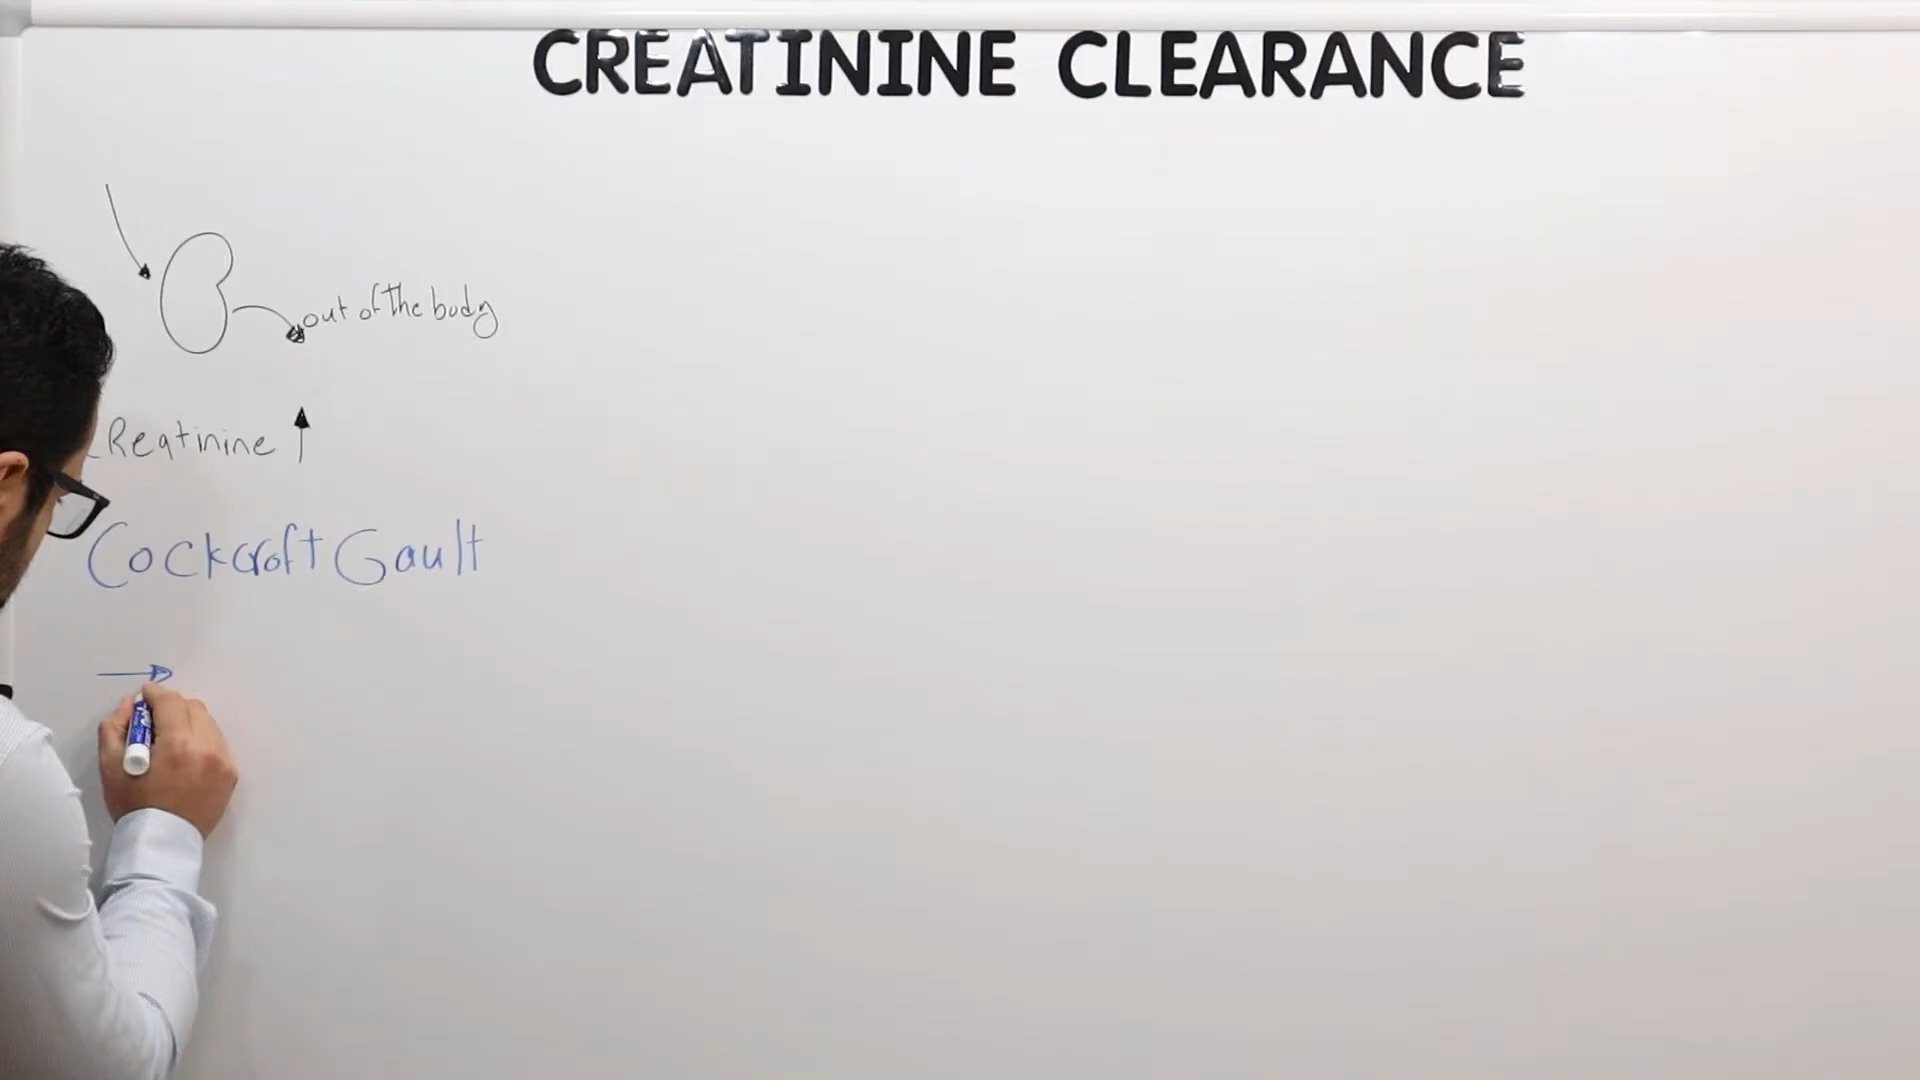 CREATININE CLEARANCE
out of the body
CReatinine
Cockcroft Gault